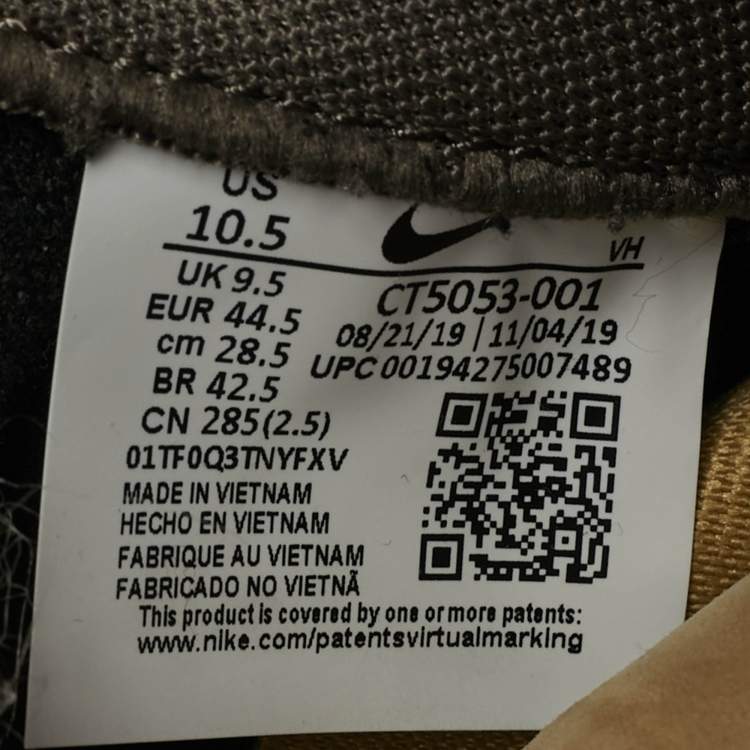 US
10.5
VH
UK 9.5
EUR 44.5
cm 28.5
BR 42.5
CN 285(2.5)
CT5053-001
08/21/19 | 11/04/19
UPC 00194275007489
01TF0Q3TNYFXV
MADE IN VIETNAM
HECHO EN VIETNAM
FABRIQUE AU VIETNAM
FABRICADO NO VIETNÃ
This product is covered by one or more patents:
www.nike.com/patentsvirtualmarking